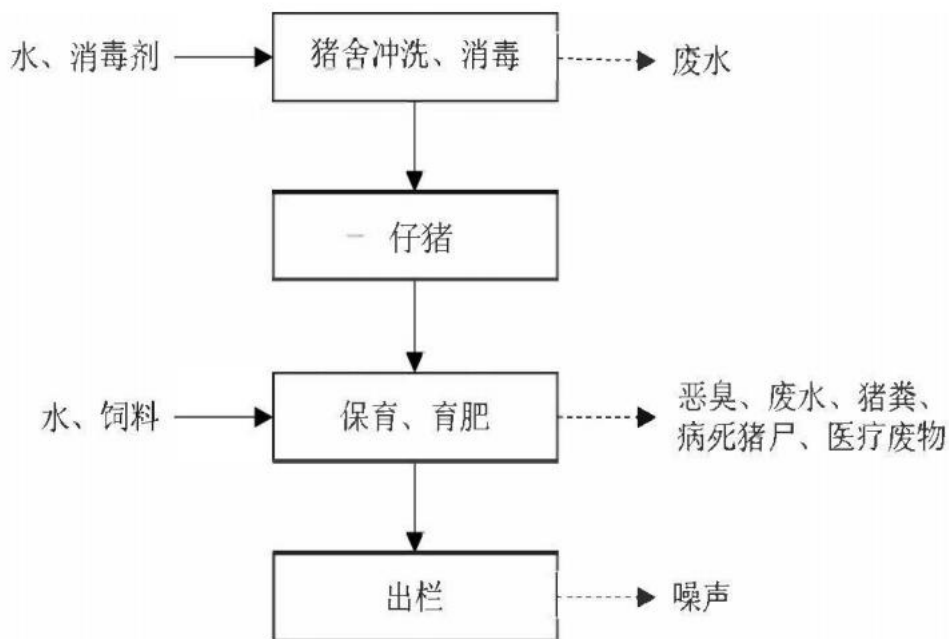 水、消毒剂
猪舍冲洗、消毒
废水
仔猪
水、饲料
保育、育肥
恶臭、废水、猪粪、
病死猪尸、医疗废物
出栏
噪声